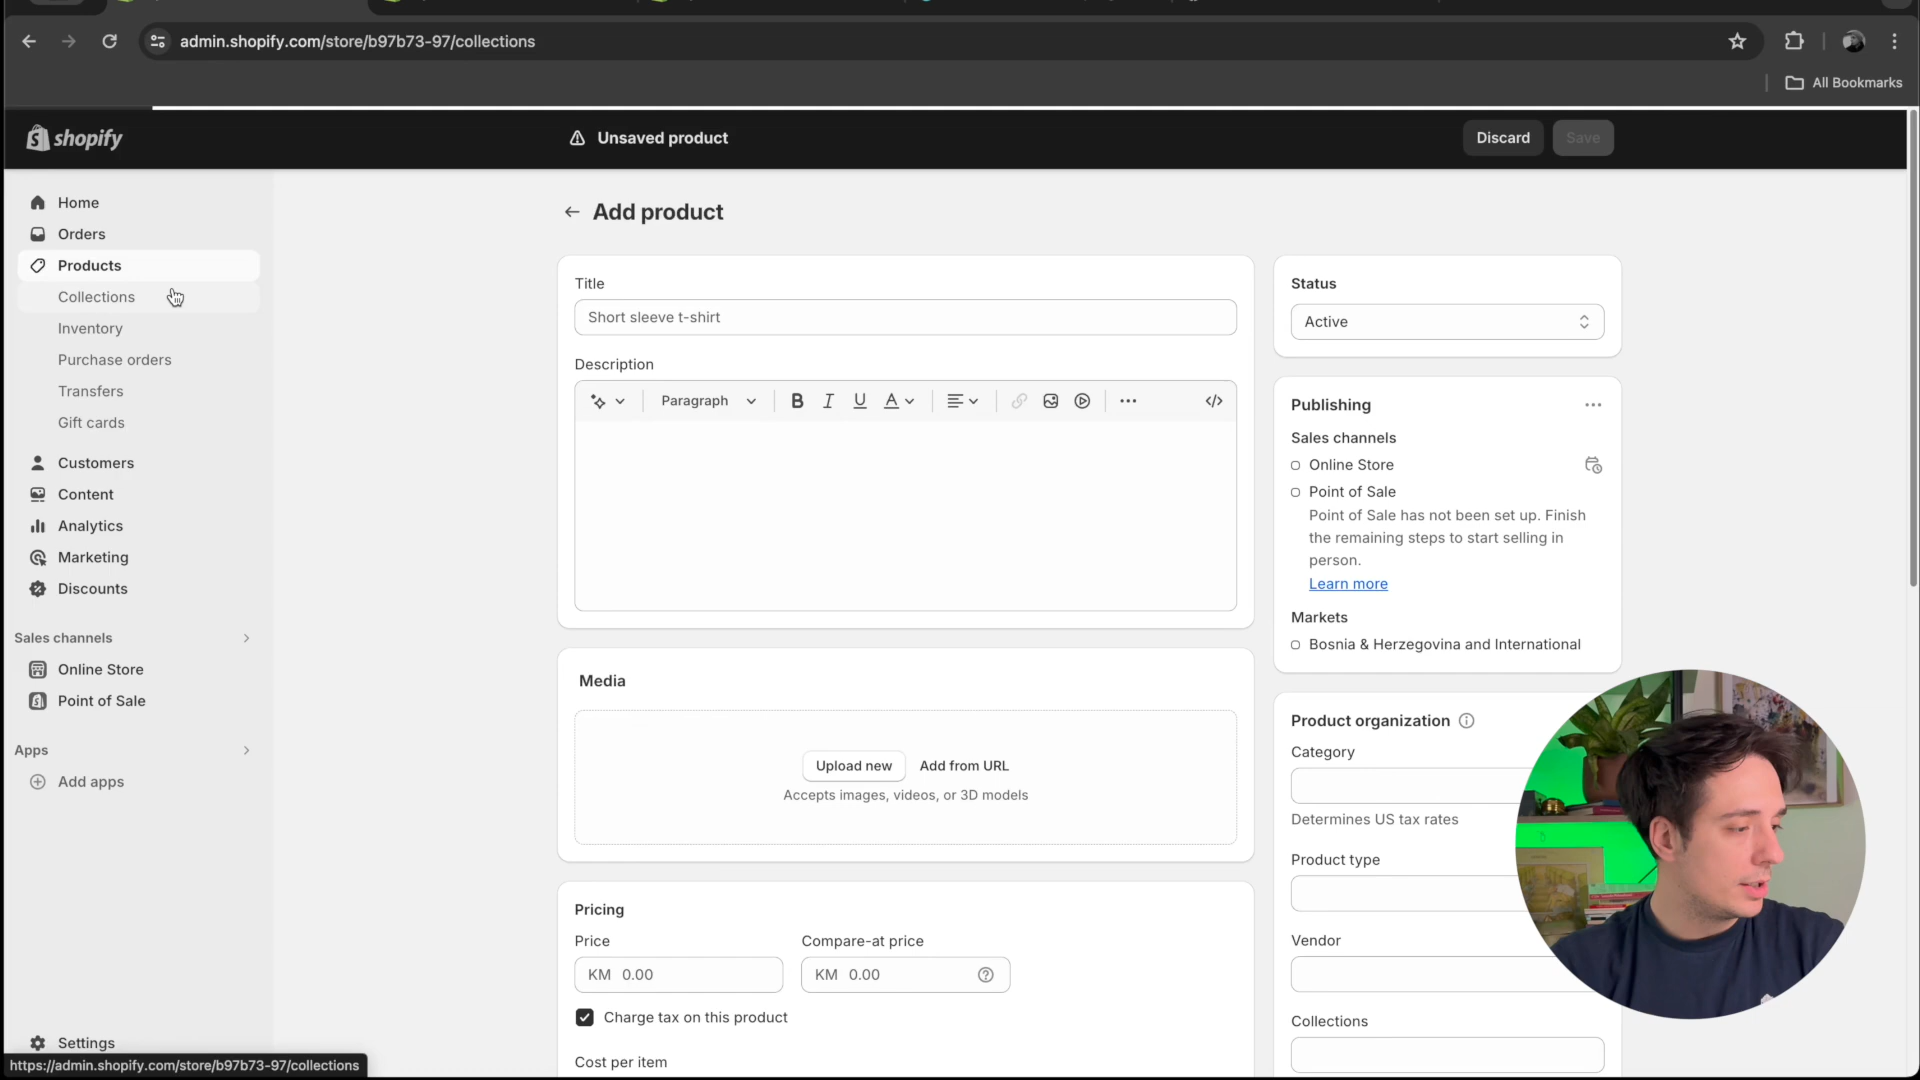 admin.shopify.com/store/b97b73-97/collections
All Bookmarks
shopify
Unsaved product
Discard
Save
Home
Orders
Products
Collections
Inventory
Purchase orders
Transfers
Gift cards
Customers
Content
Analytics
Marketing
Discounts
Sales channels
Online Store
Point of Sale
Apps
Add apps
Settings
https://admin.shopify.com/store/b97b73-97/collections
Add product
Title
Short sleeve t-shirt
Description
Paragraph
Media
Upload new
Add from URL
Accepts images, videos, or 3D models
Pricing
Price
Compare-at price
KM 0.00
KM 0.00
Charge tax on this product
Cost per item
Status
Active
Publishing
Sales channels
Online Store
Point of Sale
Point of Sale has not been set up. Finish
the remaining steps to start selling in
person.
Learn more
Markets
Bosnia & Herzegovina and International
Product organization
Category
Determines US tax rates
Product type
Vendor
Collections